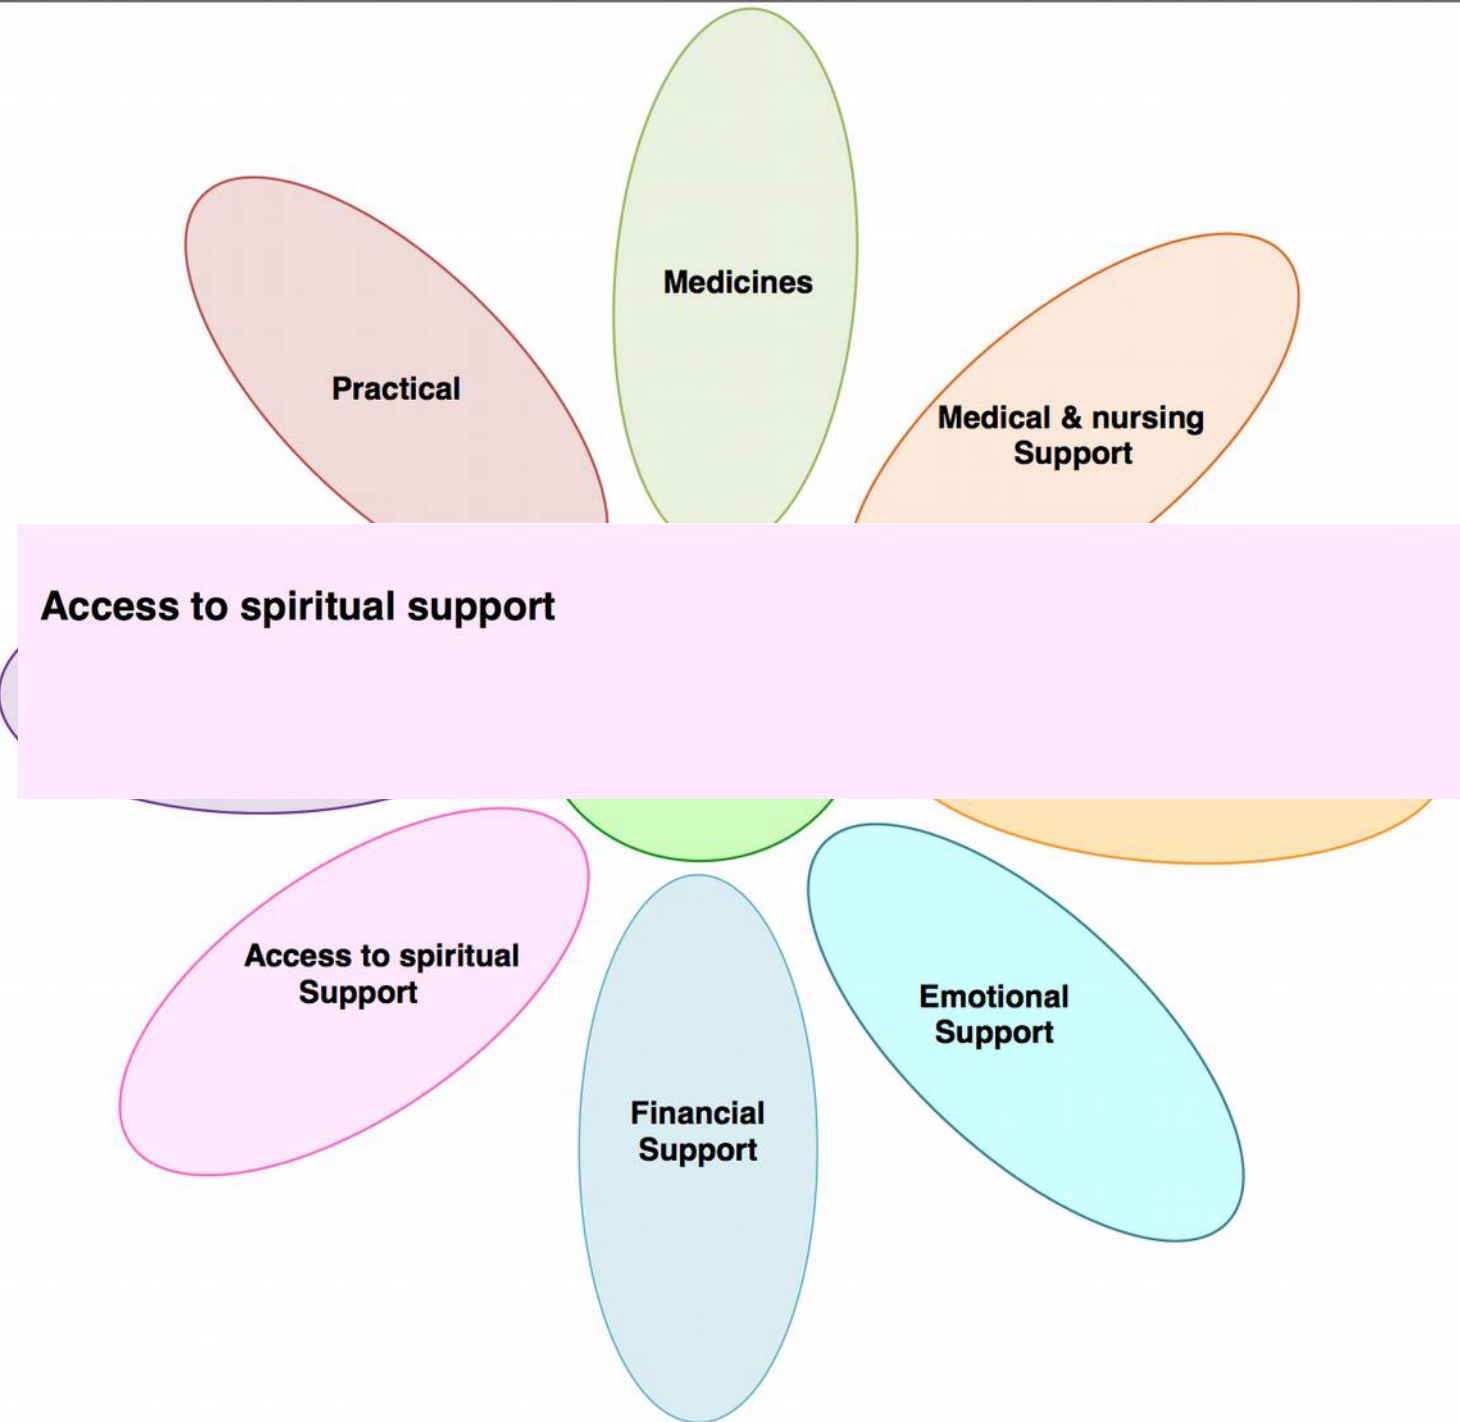 Medicines
Practical
Medical & nursing
Support
Access to spiritual support
Access to spiritual
Support
Emotional
Support
Financial
Support